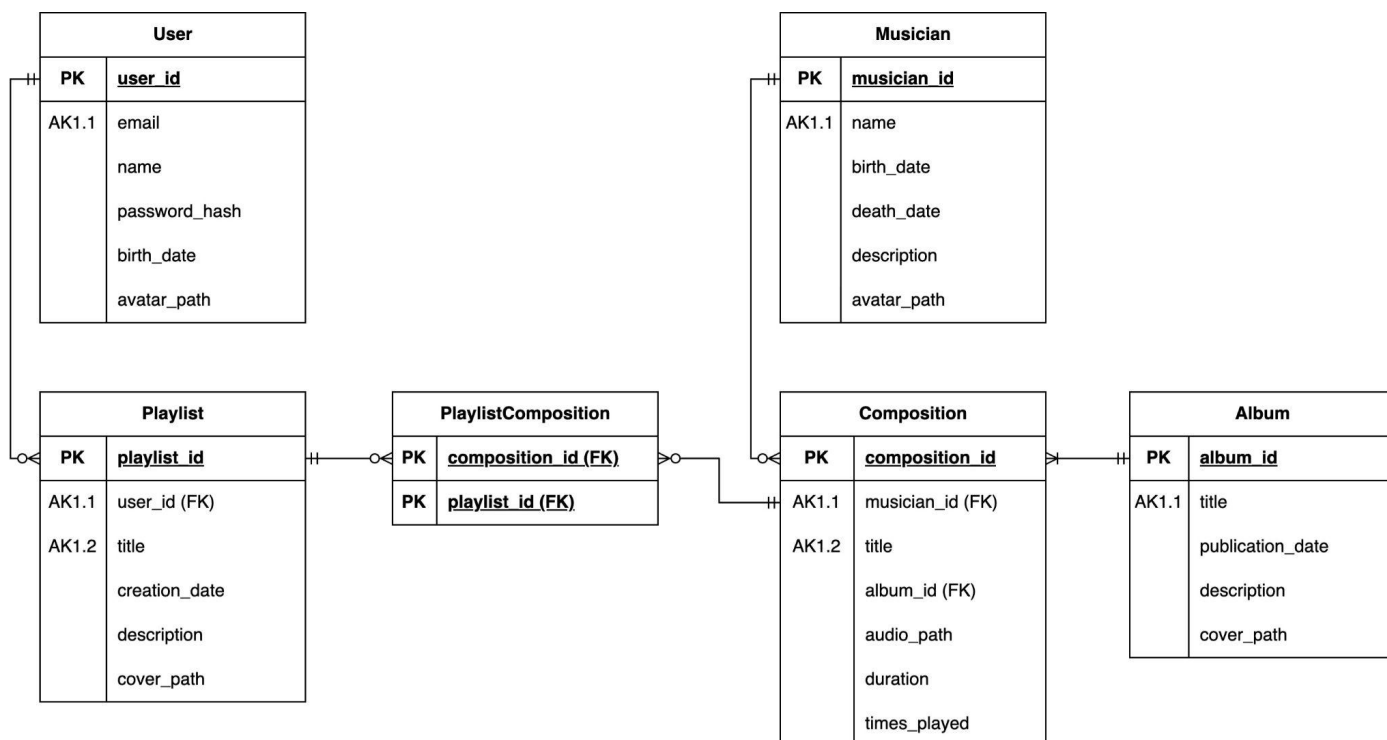 User
PK user_id
AK1.1 email
name
password_hash
birth_date
avatar_path
Musician
PK musician_id
AK1.1 name
birth_date
death_date
description
avatar_path
Playlist
PK playlist_id
AK1.1 user_id (FK)
AK1.2 title
creation_date
description
cover_path
PlaylistComposition
PK composition_id (FK)
PK playlist_id (FK)
Composition
PK composition_id
AK1.1 musician_id (FK)
AK1.2 title
album_id (FK)
audio_path
duration
times_played
Album
PK album_id
AK1.1 title
publication_date
description
cover_path